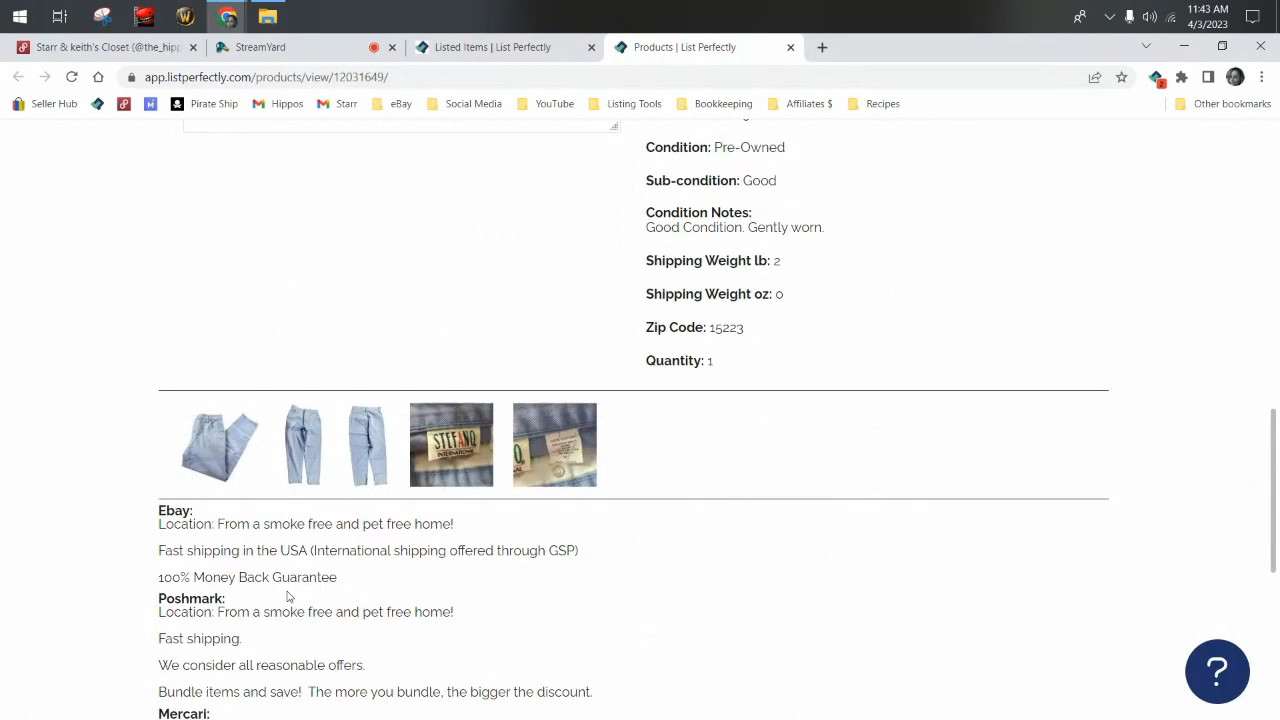 11:43 AM
4/3/2023
Starr & keith's Closet (@the_hipp
StreamYard
Listed Items | List Perfectly
Products | List Perfectly
app.listperfectly.com/products/view/12031649/
2
Seller Hub
Pirate Ship
Hippos
Starr
eBay
Social Media
YouTube
Listing Tools
Bookkeeping
Affiliates $
Recipes
Other bookmarks
Condition: Pre-Owned
Sub-condition: Good
Condition Notes:
Good Condition. Gently worn.
Shipping Weight lb: 2
Shipping Weight oz: 0
Zip Code: 15223
Quantity: 1
STEFANO
INTERNATIONAL
Ebay:
Location: From a smoke free and pet free home!
Fast shipping in the USA (International shipping offered through GSP)
100% Money Back Guarantee
Poshmark:
Location: From a smoke free and pet free home!
Fast shipping.
We consider all reasonable offers.
Bundle items and save!  The more you bundle, the bigger the discount.
Mercari:
?